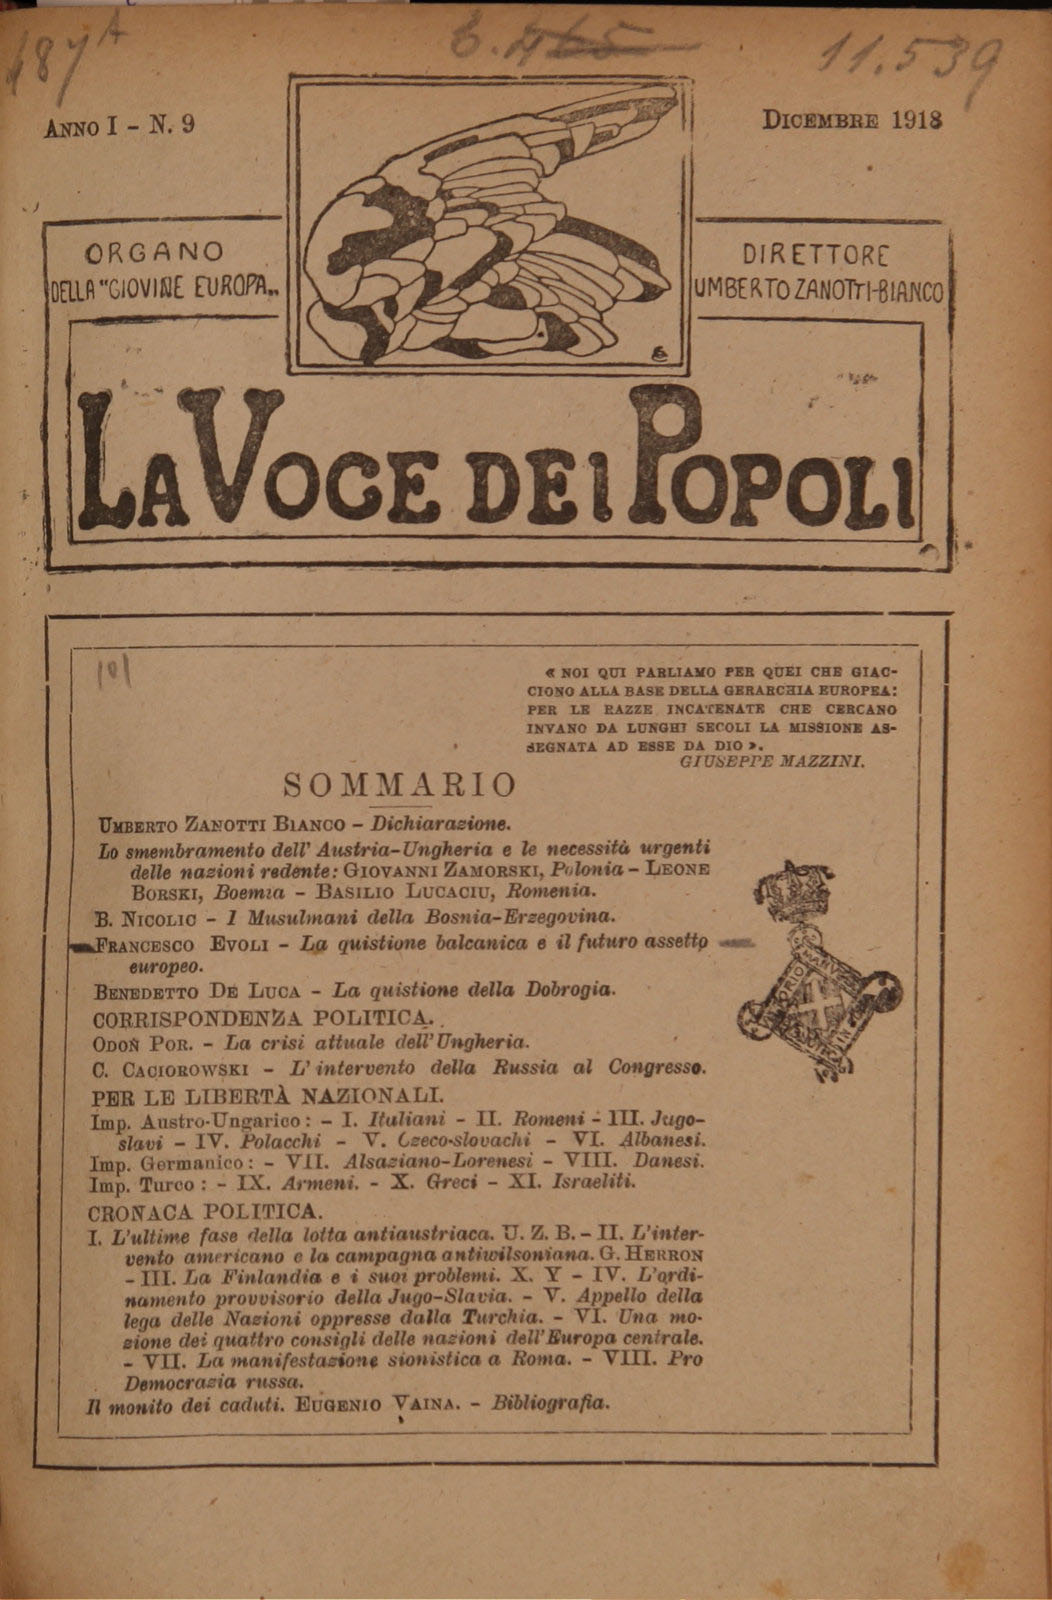 187A
11.539
Anno I - N. 9
Dicembre 1918
ORGANO
DELLA "GIOVINE EUROPA"
DIRETTORE
UMBERTO ZANOTTI-BIANCO
LA VOCE DEI POPOLI
101
« NOI QUI PARLIAMO PER QUEI CHE GIAC-
CIONO ALLA BASE DELLA GERARCHIA EUROPEA:
PER LE RAZZE INCATENATE CHE CERCANO
INVANO DA LUNGHI SECOLI LA MISSIONE AS-
SEGNATA AD ESSE DA DIO ».
GIUSEPPE MAZZINI.
SOMMARIO
Umberto Zanotti Bianco - Dichiarazione.
Lo smembramento dell' Austria-Ungheria e le necessità urgenti
delle nazioni redente: Giovanni Zamorski, Polonia - Leone
Borski, Boemia - Basilio Lucaciu, Romenia.
B. Nicolic - I Musulmani della Bosnia-Erzegovina.
Francesco Evoli - La quistione balcanica e il futuro assetto
europeo.
Benedetto De Luca - La quistione della Dobrogia.
CORRISPONDENZA POLITICA.
Odoñ Por. - La crisi attuale dell' Ungheria.
C. Caciorowski - L' intervento della Russia al Congresso.
PER LE LIBERTÀ NAZIONALI.
Imp. Austro-Ungarico: - I. Italiani - II. Romeni - III. Jugo-
slavi - IV. Polacchi - V. Czeco-slovachi - VI. Albanesi.
Imp. Germanico: - VII. Alsaziano-Lorenesi - VIII. Danesi.
Imp. Turco: - IX. Armeni. - X. Greci - XI. Israeliti.
CRONACA POLITICA.
I. L'ultime fase della lotta antiaustriaca. U. Z. B. - II. L'inter-
vento americano e la campagna antiwilsoniana. G. Herron
- III. La Finlandia e i suoi problemi. X. Y - IV. L'ordi-
namento provvisorio della Jugo-Slavia. - V. Appello della
lega delle Nazioni oppresse dalla Turchia. - VI. Una mo-
zione dei quattro consigli delle nazioni dell'Europa centrale.
- VII. La manifestazione sionistica a Roma. - VIII. Pro
Democrazia russa.
Il monito dei caduti. Eugenio Vaina. - Bibliografia.